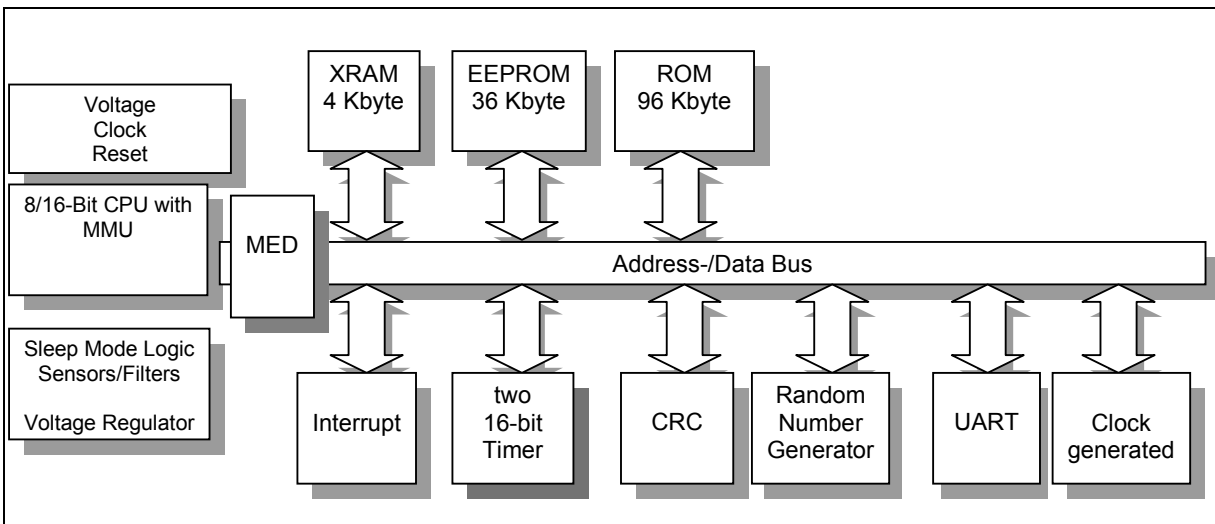 XRAM
4 Kbyte
EEPROM
36 Kbyte
ROM
96 Kbyte
Voltage
Clock
Reset
8/16-Bit CPU with
MMU
MED
Address-/Data Bus
Sleep Mode Logic
Sensors/Filters
Voltage Regulator
Interrupt
two
16-bit
Timer
CRC
Random
Number
Generator
UART
Clock
generated